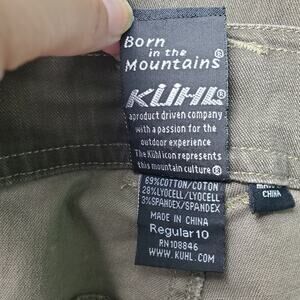 Born
in the
Mountains®
KÜHL®
a product driven company
with a passion for the
outdoor experience
The Kühl icon represents
this mountain culture®
69%COTTON/COTON
28%LYOCELL/LYOCELL
3%SPANDEX/SPANDEX
MADE IN CHINA
Regular 10
RN108846
WWW.KUHL.COM
CHINA